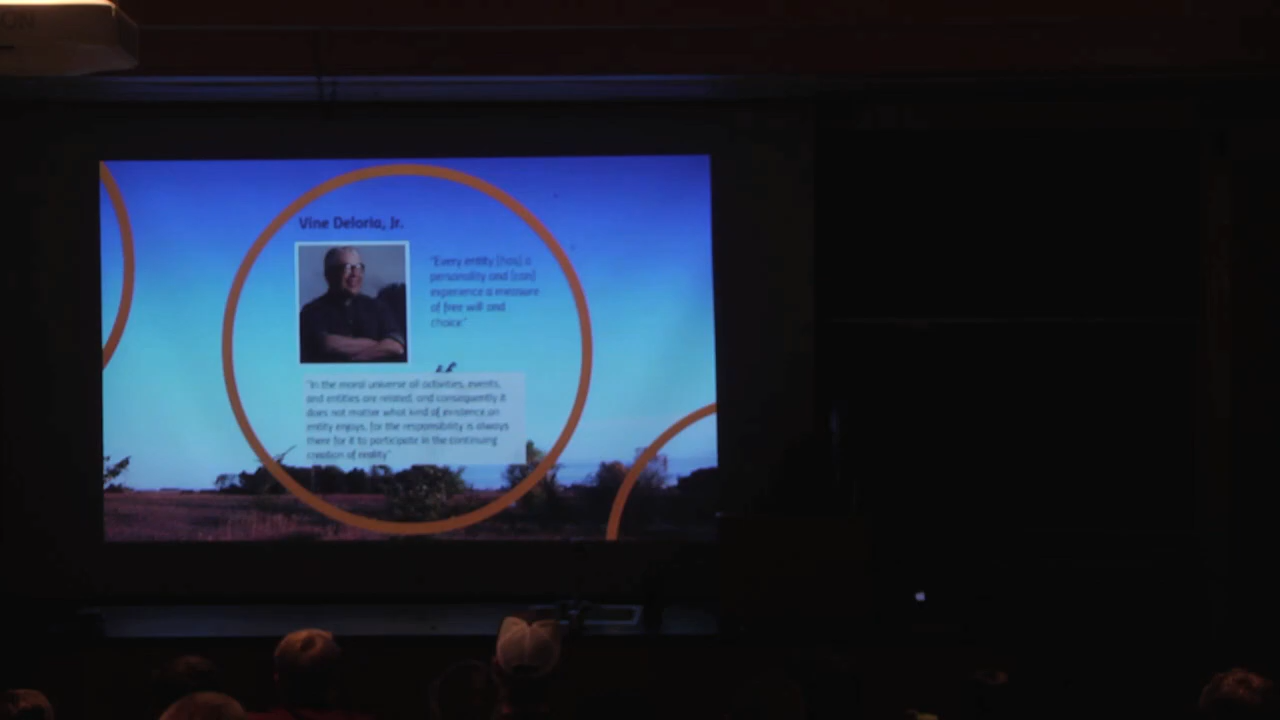 Vine Deloria, Jr.
"Every entity [has] a
personality and [can]
experience a measure
of free will and
choice."
"In the moral universe all activities, events,
and entities are related, and consequently it
does not matter what kind of existence an
entity enjoys, for the responsibility is always
there for it to participate in the continuing
creation of reality"